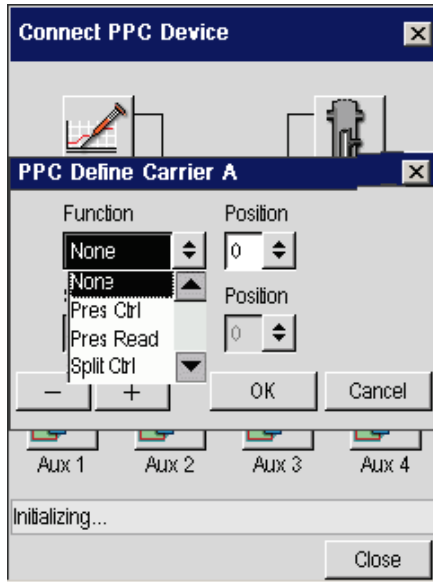 Connect PPC Device
PPC Define Carrier A
Function Position
None 0
None
Pres Ctrl Position
Pres Read 0
Split Ctrl
− + OK Cancel
Aux 1 Aux 2 Aux 3 Aux 4
Initializing...
Close